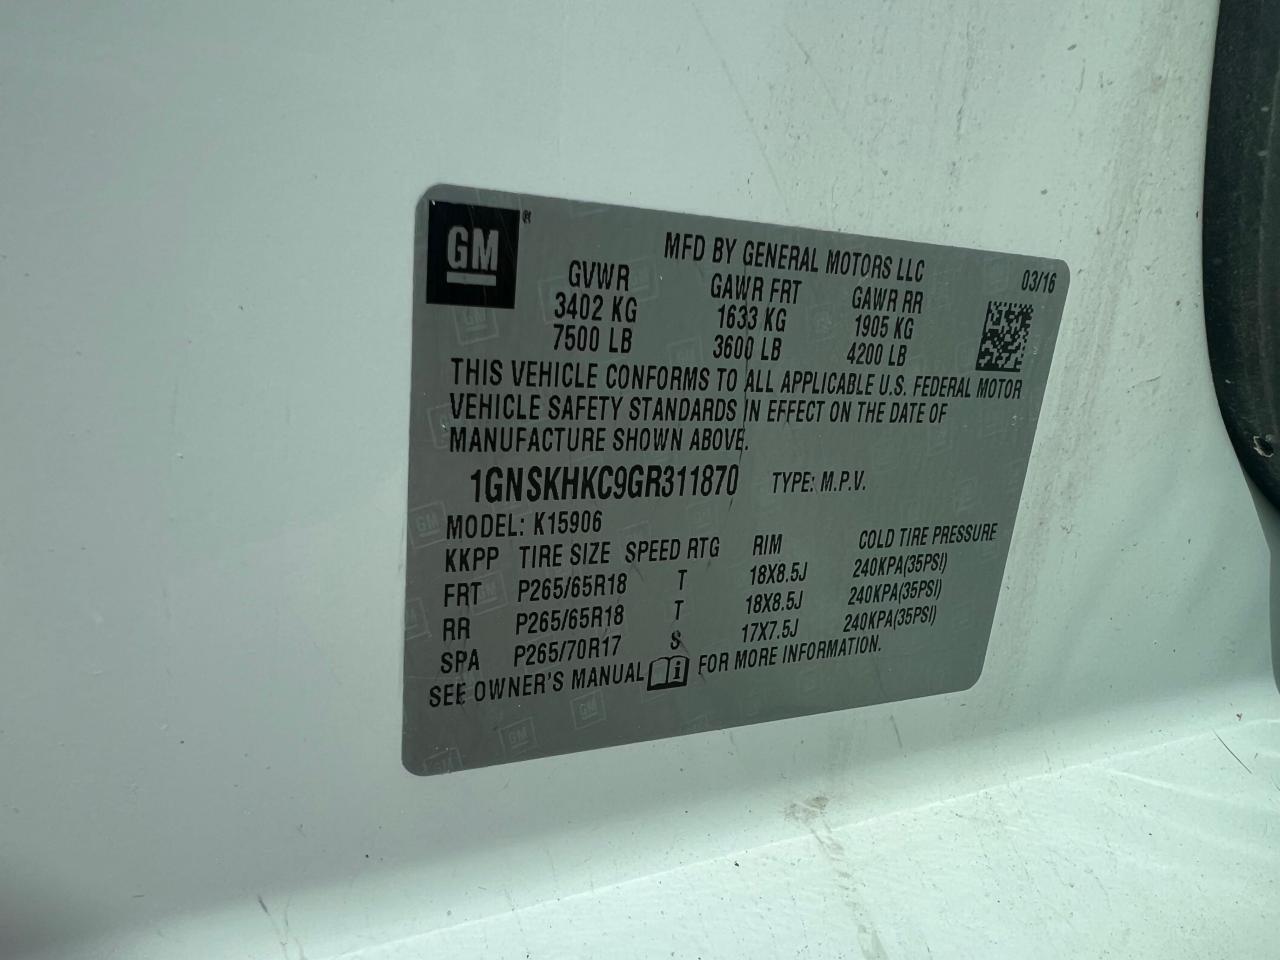 GM ®
MFD BY GENERAL MOTORS LLC
03/16
GVWR GAWR FRT GAWR RR
3402 KG 1633 KG 1905 KG
7500 LB 3600 LB 4200 LB
THIS VEHICLE CONFORMS TO ALL APPLICABLE U.S. FEDERAL MOTOR
VEHICLE SAFETY STANDARDS IN EFFECT ON THE DATE OF
MANUFACTURE SHOWN ABOVE.
1GNSKHKC9GR311870 TYPE: M.P.V.
MODEL: K15906
KKPP TIRE SIZE SPEED RTG RIM COLD TIRE PRESSURE
FRT P265/65R18 T 18X8.5J 240KPA(35PSI)
RR P265/65R18 T 18X8.5J 240KPA(35PSI)
SPA P265/70R17 S 17X7.5J 240KPA(35PSI)
SEE OWNER'S MANUAL i FOR MORE INFORMATION.